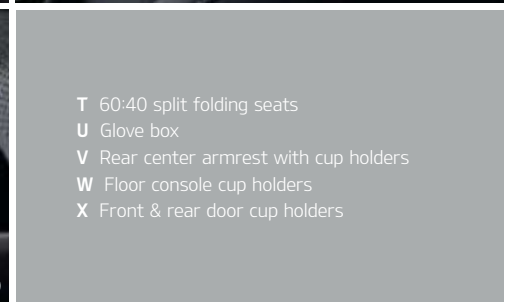 T 60:40 split folding seats
U Glove box
V Rear center armrest with cup holders
W Floor console cup holders
X Front & rear door cup holders